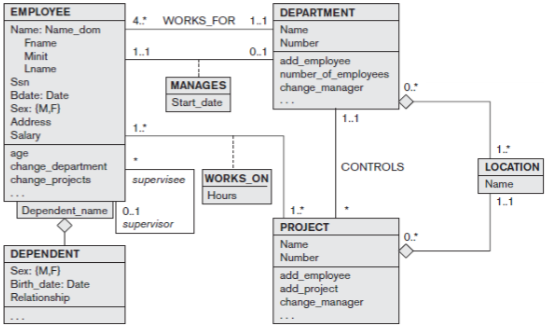 EMPLOYEE
Name: Name_dom
Fname
Minit
Lname
Ssn
Bdate: Date
Sex: {M,F}
Address
Salary
age
change_department
change_projects
. . .
Dependent_name
DEPENDENT
Sex: {M,F}
Birth_date: Date
Relationship
. . .
4..* WORKS_FOR 1..1
1..1 0..1
MANAGES
Start_date
1..*
*
supervisee
0..1
supervisor
WORKS_ON
Hours
1..*
DEPARTMENT
Name
Number
add_employee
number_of_employees
change_manager
. . .
1..1
CONTROLS
*
PROJECT
Name
Number
add_employee
add_project
change_manager
. . .
0..*
1..*
LOCATION
Name
1..1
0..*